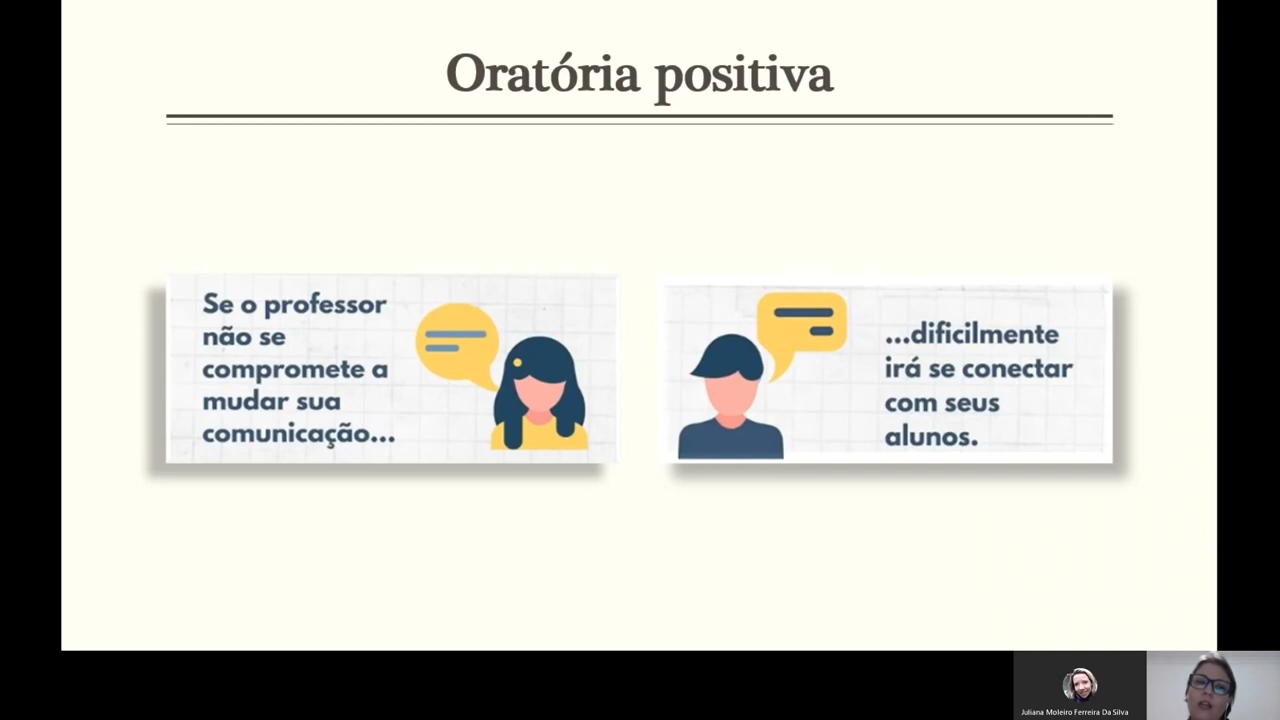 Oratória positiva
Se o professor
não se
compromete a
mudar sua
comunicação...
...dificilmente
irá se conectar
com seus
alunos.
Juliana Moleiro Ferreira Da Silva